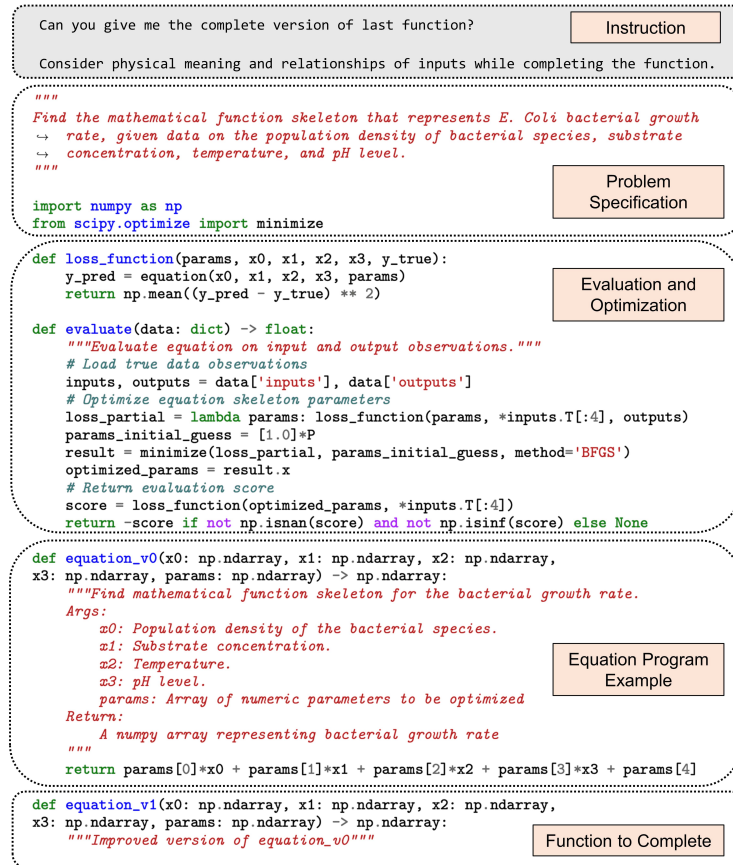 Can you give me the complete version of last function?
Instruction
Consider physical meaning and relationships of inputs while completing the function.
"""
Find the mathematical function skeleton that represents E. Coli bacterial growth
↪ rate, given data on the population density of bacterial species, substrate
↪ concentration, temperature, and pH level.
"""
Problem
Specification
import numpy as np
from scipy.optimize import minimize
def loss_function(params, x0, x1, x2, x3, y_true):
    y_pred = equation(x0, x1, x2, x3, params)
    return np.mean((y_pred - y_true) ** 2)
Evaluation and
Optimization
def evaluate(data: dict) -> float:
    """Evaluate equation on input and output observations."""
    # Load true data observations
    inputs, outputs = data['inputs'], data['outputs']
    # Optimize equation skeleton parameters
    loss_partial = lambda params: loss_function(params, *inputs.T[:4], outputs)
    params_initial_guess = [1.0]*P
    result = minimize(loss_partial, params_initial_guess, method='BFGS')
    optimized_params = result.x
    # Return evaluation score
    score = loss_function(optimized_params, *inputs.T[:4])
    return -score if not np.isnan(score) and not np.isinf(score) else None
def equation_v0(x0: np.ndarray, x1: np.ndarray, x2: np.ndarray,
x3: np.ndarray, params: np.ndarray) -> np.ndarray:
    """Find mathematical function skeleton for the bacterial growth rate.
    Args:
        x0: Population density of the bacterial species.
        x1: Substrate concentration.
        x2: Temperature.
        x3: pH level.
        params: Array of numeric parameters to be optimized
    Return:
        A numpy array representing bacterial growth rate
    """
Equation Program
Example
    return params[0]*x0 + params[1]*x1 + params[2]*x2 + params[3]*x3 + params[4]
def equation_v1(x0: np.ndarray, x1: np.ndarray, x2: np.ndarray,
x3: np.ndarray, params: np.ndarray) -> np.ndarray:
    """Improved version of equation_v0"""
Function to Complete